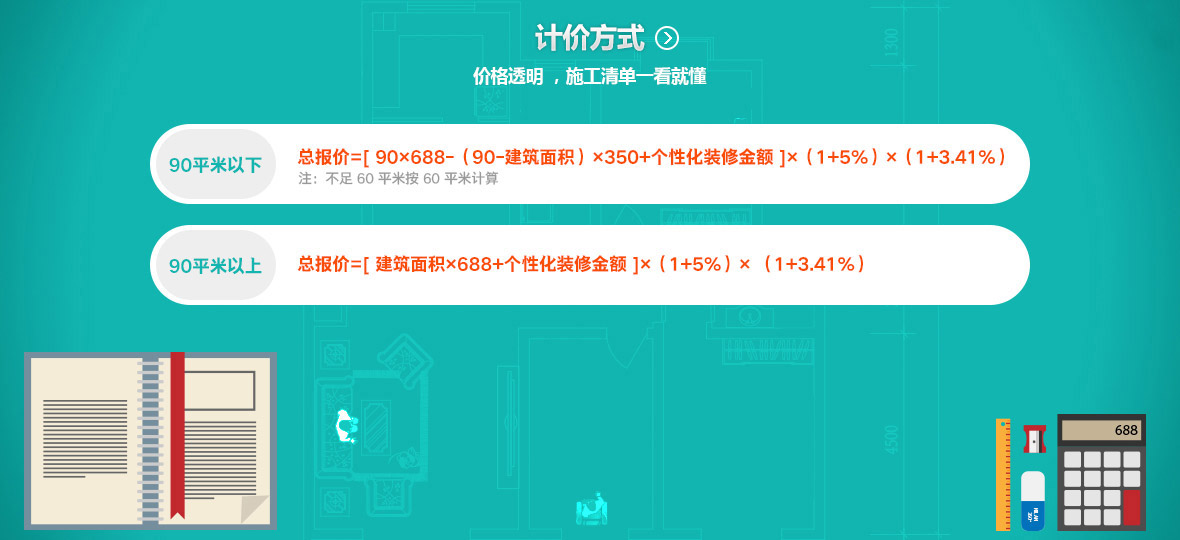 计价方式
价格透明，施工清单一看就懂
90平米以下
总报价=[ 90×688-（90-建筑面积）×350+个性化装修金额 ]×（1+5%）×（1+3.41%）
注：不足 60 平米按 60 平米计算
90平米以上
总报价=[ 建筑面积×688+个性化装修金额 ]×（1+5%）×（1+3.41%）
1300
4500
688